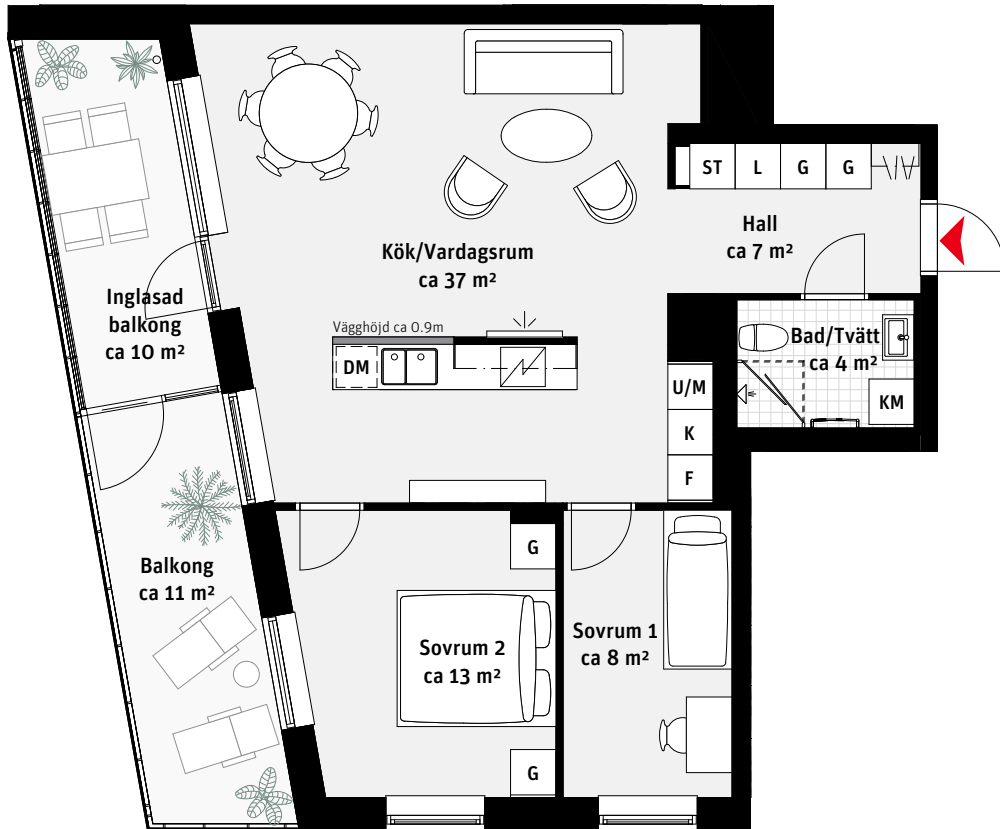 ST
L
G
G
Hall
ca 7 m²
Kök/Vardagsrum
ca 37 m²
Inglasad
balkong
ca 10 m²
Vägghöjd ca 0.9m
DM
Bad/Tvätt
ca 4 m²
KM
U/M
K
F
Balkong
ca 11 m²
G
Sovrum 2
ca 13 m²
G
Sovrum 1
ca 8 m²